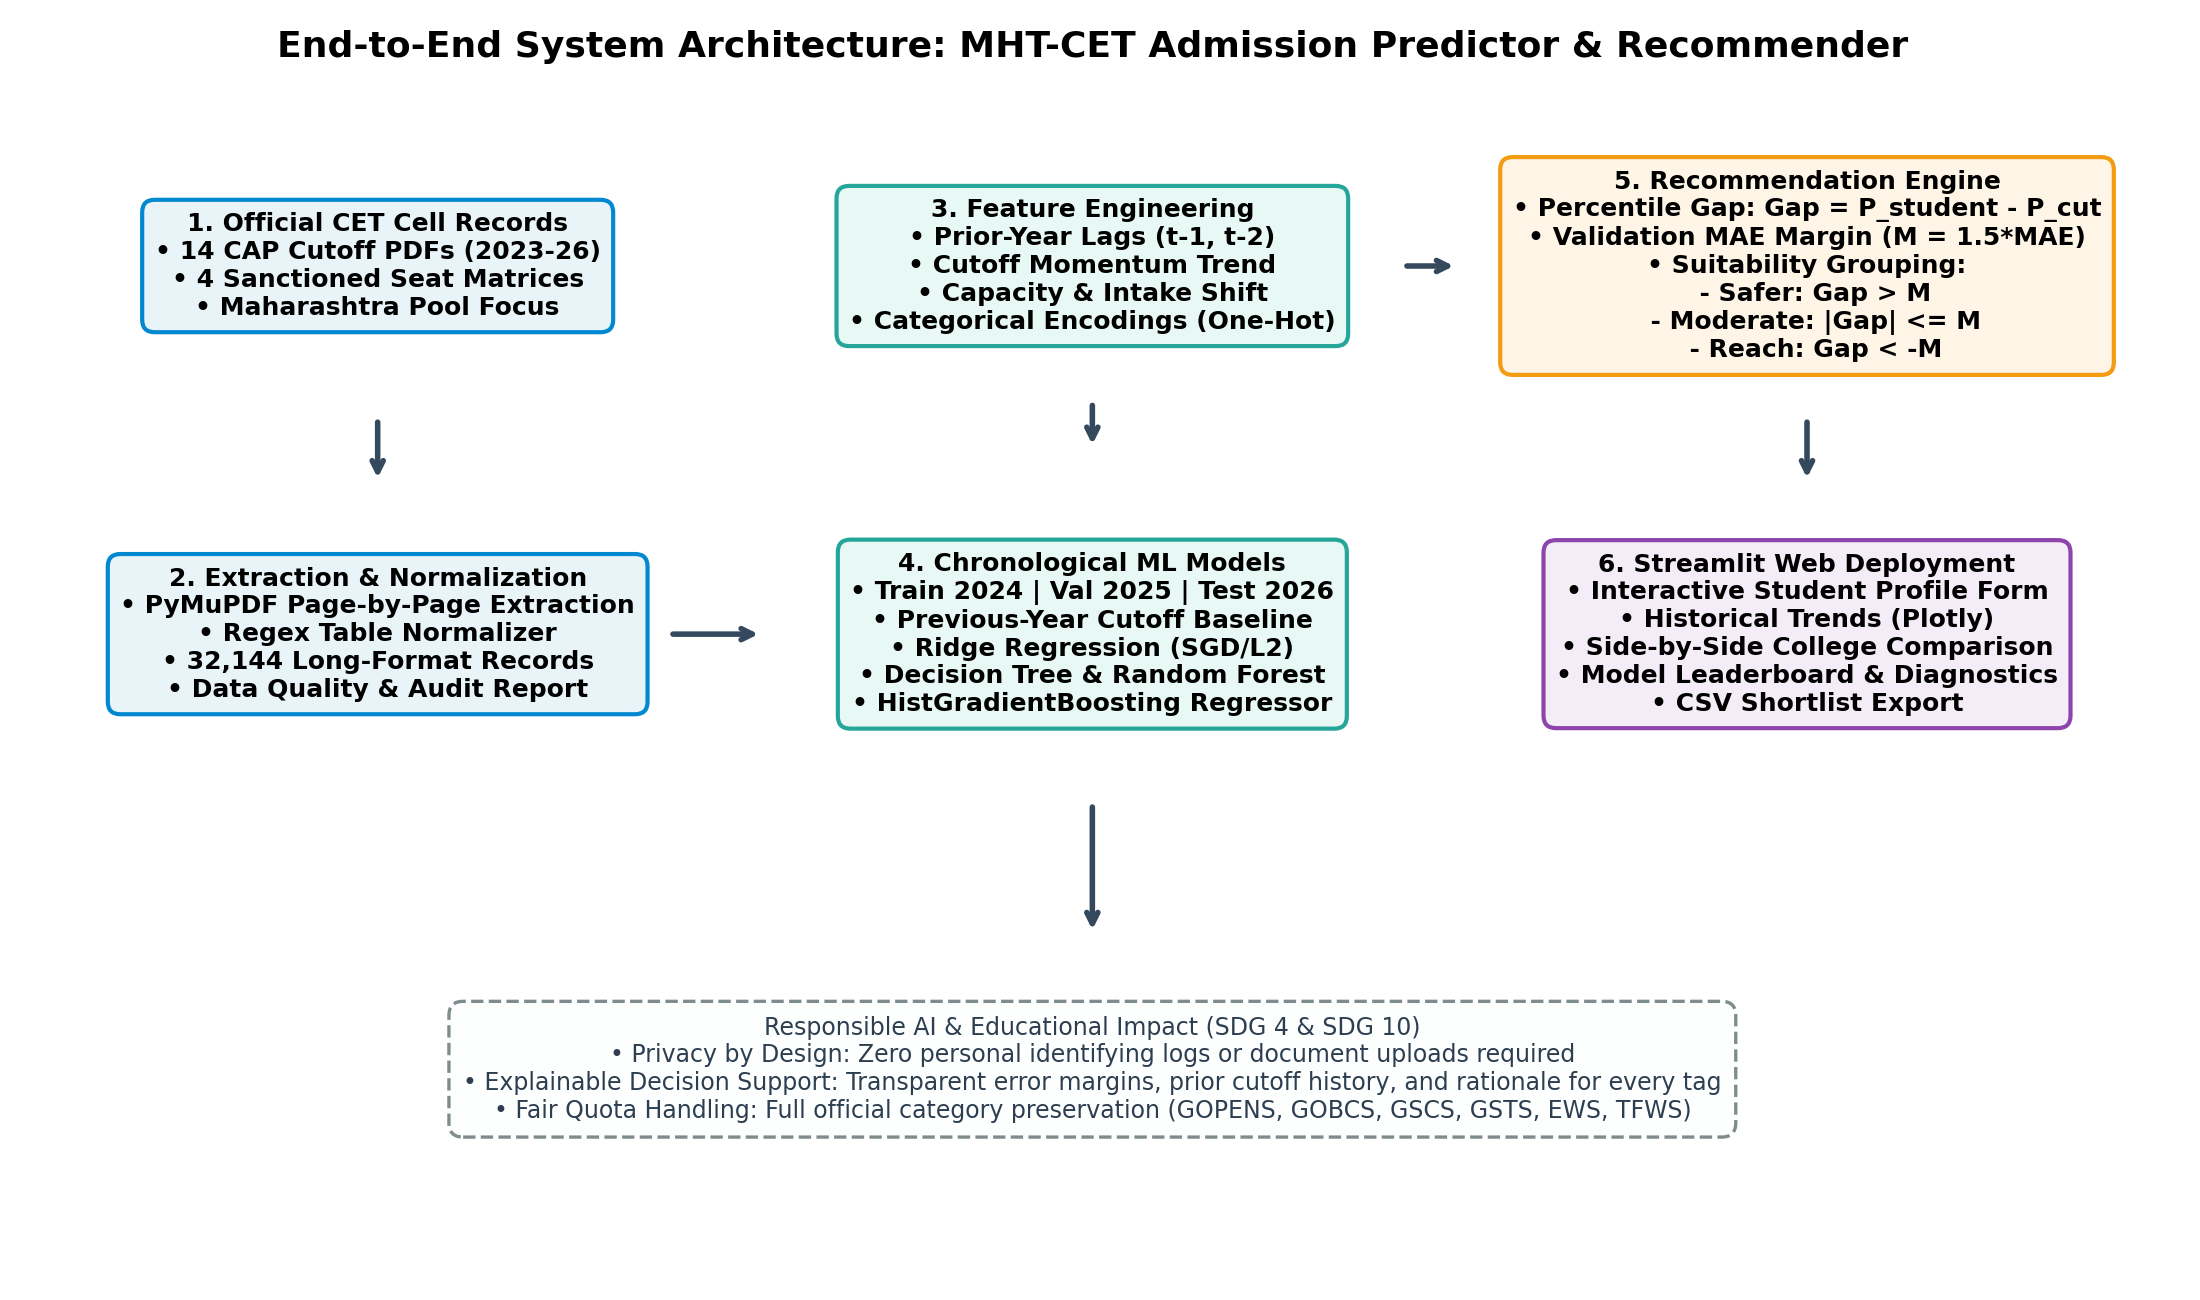 End-to-End System Architecture: MHT-CET Admission Predictor & Recommender
1. Official CET Cell Records
• 14 CAP Cutoff PDFs (2023-26)
• 4 Sanctioned Seat Matrices
• Maharashtra Pool Focus
2. Extraction & Normalization
• PyMuPDF Page-by-Page Extraction
• Regex Table Normalizer
• 32,144 Long-Format Records
• Data Quality & Audit Report
3. Feature Engineering
• Prior-Year Lags (t-1, t-2)
• Cutoff Momentum Trend
• Capacity & Intake Shift
• Categorical Encodings (One-Hot)
4. Chronological ML Models
• Train 2024 | Val 2025 | Test 2026
• Previous-Year Cutoff Baseline
• Ridge Regression (SGD/L2)
• Decision Tree & Random Forest
• HistGradientBoosting Regressor
5. Recommendation Engine
• Percentile Gap: Gap = P_student - P_cut
• Validation MAE Margin (M = 1.5*MAE)
• Suitability Grouping:
- Safer: Gap > M
- Moderate: |Gap| <= M
- Reach: Gap < -M
6. Streamlit Web Deployment
• Interactive Student Profile Form
• Historical Trends (Plotly)
• Side-by-Side College Comparison
• Model Leaderboard & Diagnostics
• CSV Shortlist Export
Responsible AI & Educational Impact (SDG 4 & SDG 10)
• Privacy by Design: Zero personal identifying logs or document uploads required
• Explainable Decision Support: Transparent error margins, prior cutoff history, and rationale for every tag
• Fair Quota Handling: Full official category preservation (GOPENS, GOBCS, GSCS, GSTS, EWS, TFWS)